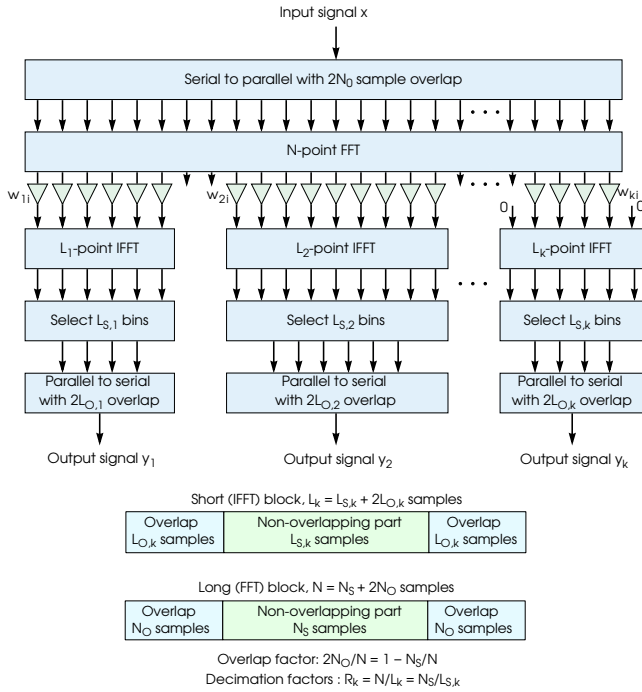 Input signal x
Serial to parallel with 2N₀ sample overlap
. . .
N-point FFT
w₁ᵢ
w₂ᵢ
. . .
wₖᵢ
0
0
L₁-point IFFT
L₂-point IFFT
Lₖ-point IFFT
. . .
Select L_S,1 bins
Select L_S,2 bins
Select L_S,k bins
Parallel to serial
with 2L_O,1 overlap
Parallel to serial
with 2L_O,2 overlap
Parallel to serial
with 2L_O,k overlap
Output signal y₁
Output signal y₂
Output signal yₖ
Short (IFFT) block, Lₖ = L_S,k + 2L_O,k samples
Overlap
L_O,k samples
Non-overlapping part
L_S,k samples
Overlap
L_O,k samples
Long (FFT) block, N = N_S + 2N_O samples
Overlap
N_O samples
Non-overlapping part
N_S samples
Overlap
N_O samples
Overlap factor: 2N_O/N = 1 – N_S/N
Decimation factors : Rₖ = N/Lₖ = N_S/L_S,k